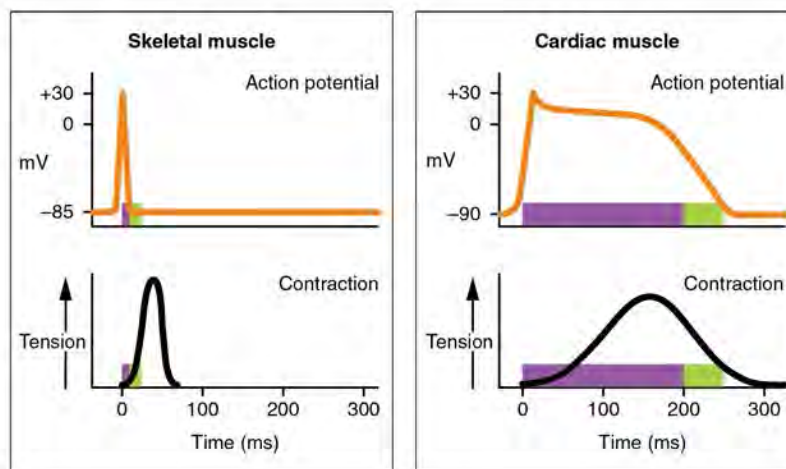 Skeletal muscle
Action potential
+30
0
mV
–85
Contraction
Tension
0 100 200 300
Time (ms)
Cardiac muscle
Action potential
+30
0
mV
–90
Contraction
Tension
0 100 200 300
Time (ms)